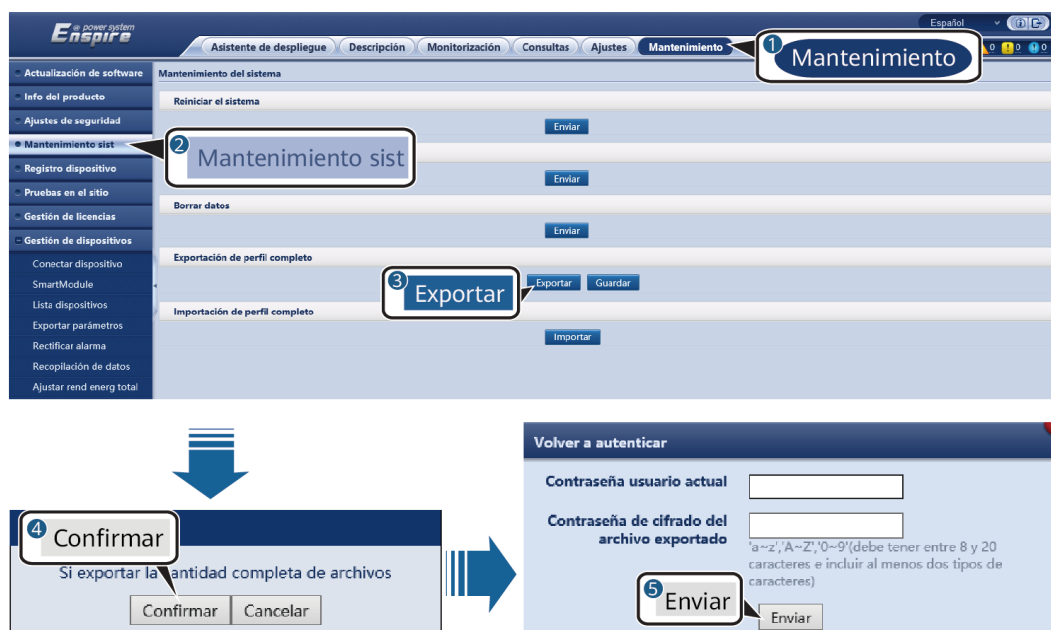 Enspire
e power system
Español
Asistente de despliegue
Descripción
Monitorización
Consultas
Ajustes
Mantenimiento
1
Mantenimiento
0
0
0
Actualización de software
Info del producto
Ajustes de seguridad
Mantenimiento sist
Registro dispositivo
Pruebas en el sitio
Gestión de licencias
Gestión de dispositivos
Conectar dispositivo
SmartModule
Lista dispositivos
Exportar parámetros
Rectificar alarma
Recopilación de datos
Ajustar rend energ total
Mantenimiento del sistema
Reiniciar el sistema
Enviar
2
Mantenimiento sist
Enviar
Borrar datos
Enviar
Exportación de perfil completo
3
Exportar
Exportar
Guardar
Importación de perfil completo
Importar
4
Confirmar
Si exportar la cantidad completa de archivos
Confirmar
Cancelar
Volver a autenticar
Contraseña usuario actual
Contraseña de cifrado del
archivo exportado
'a~z','A~Z','0~9'(debe tener entre 8 y 20
caracteres e incluir al menos dos tipos de
caracteres)
5
Enviar
Enviar